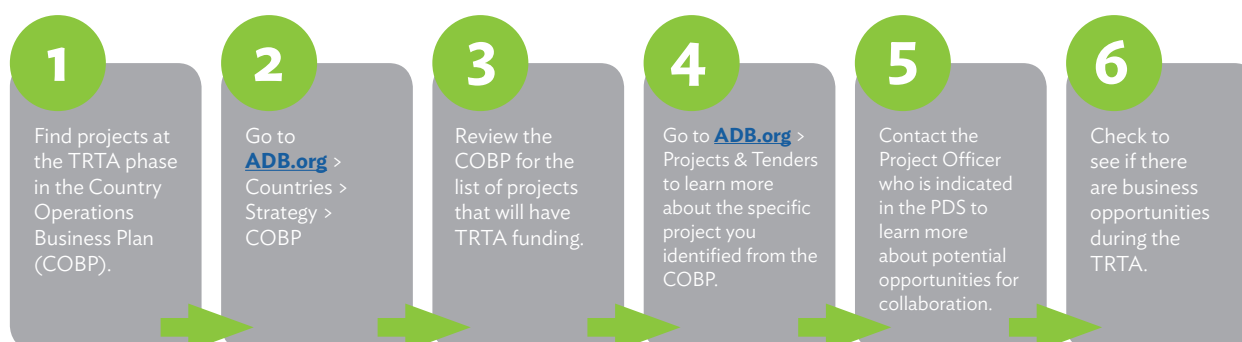 1
Find projects at
the TRTA phase
in the Country
Operations
Business Plan
(COBP).
2
Go to
ADB.org >
Countries >
Strategy >
COBP
3
Review the
COBP for the
list of projects
that will have
TRTA funding.
4
Go to ADB.org >
Projects & Tenders
to learn more
about the specific
project you
identified from the
COBP.
5
Contact the
Project Officer
who is indicated
in the PDS to
learn more
about potential
opportunities for
collaboration.
6
Check to
see if there
are business
opportunities
during the
TRTA.